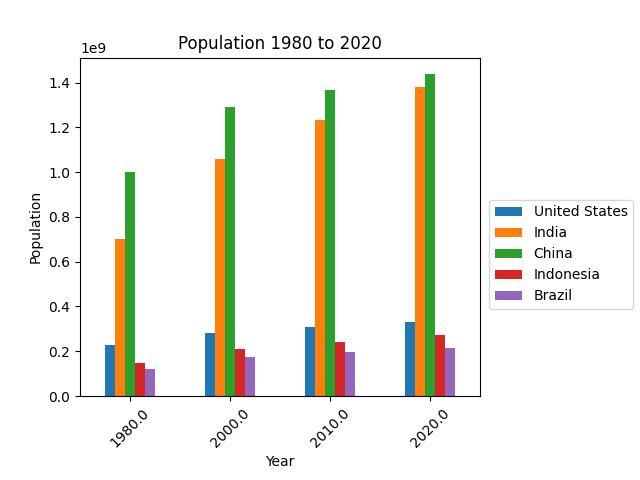 Population 1980 to 2020
1e9
1.4
1.2
1.0
0.8
0.6
0.4
0.2
0.0
Population
1980.0
2000.0
2010.0
2020.0
Year
United States
India
China
Indonesia
Brazil